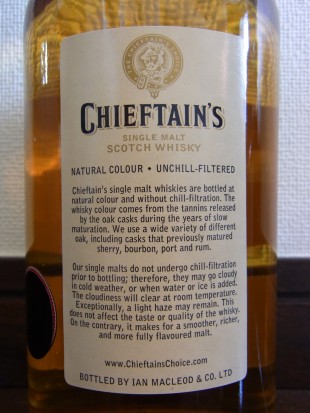 CHIEFTAIN'S
SINGLE MALT
SCOTCH WHISKY
NATURAL COLOUR • UNCHILL-FILTERED
Chieftain's single malt whiskies are bottled at
natural colour and without chill-filtration. The
whisky colour comes from the tannins released
by the oak casks during the years of slow
maturation. We use a wide variety of different
oak, including casks that previously matured
sherry, bourbon, port and rum.
Our single malts do not undergo chill-filtration
prior to bottling; therefore, they may go cloudy
in cold weather, or when water or ice is added.
The cloudiness will clear at room temperature.
Exceptionally, a light haze may remain. This
does not affect the taste or quality of the whisky.
On the contrary, it makes for a smoother, richer,
and more fully flavoured malt.
www.ChieftainsChoice.com
BOTTLED BY IAN MACLEOD & CO. LTD